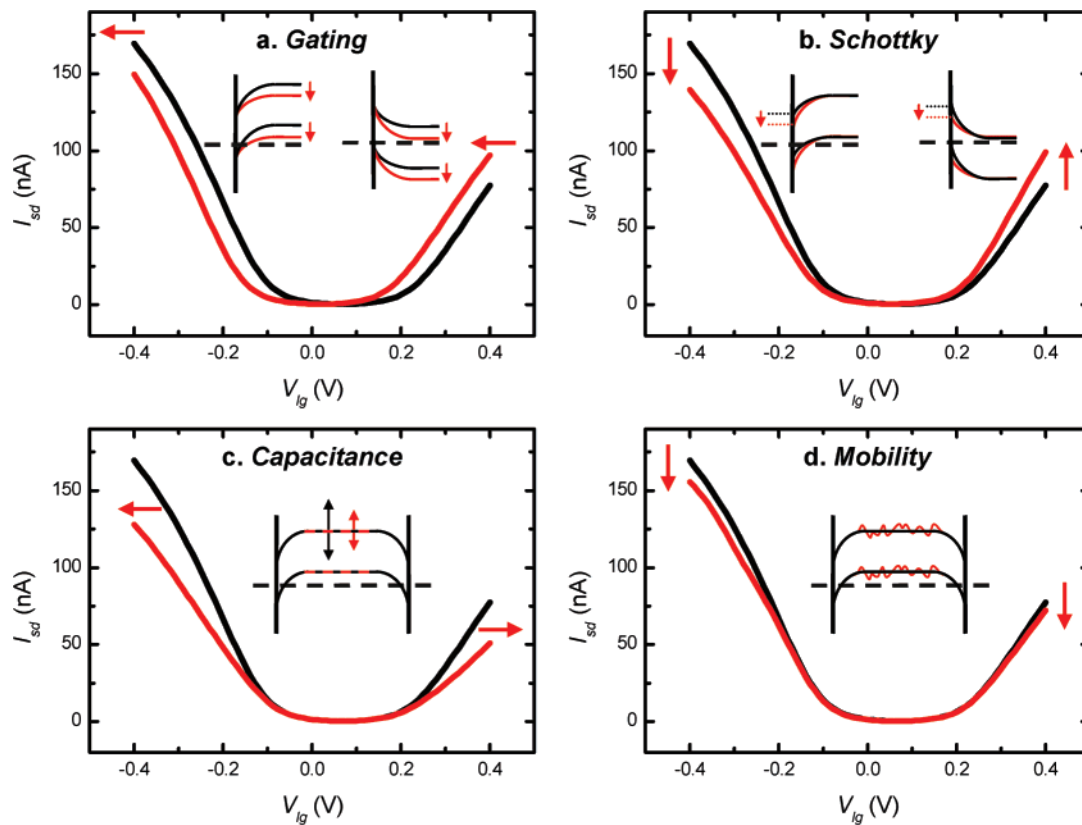 a. Gating
150
100
50
0
I_sd (nA)
-0.4 -0.2 0.0 0.2 0.4
V_lg (V)
b. Schottky
150
100
50
0
I_sd (nA)
-0.4 -0.2 0.0 0.2 0.4
V_lg (V)
c. Capacitance
150
100
50
0
I_sd (nA)
-0.4 -0.2 0.0 0.2 0.4
V_lg (V)
d. Mobility
150
100
50
0
I_sd (nA)
-0.4 -0.2 0.0 0.2 0.4
V_lg (V)